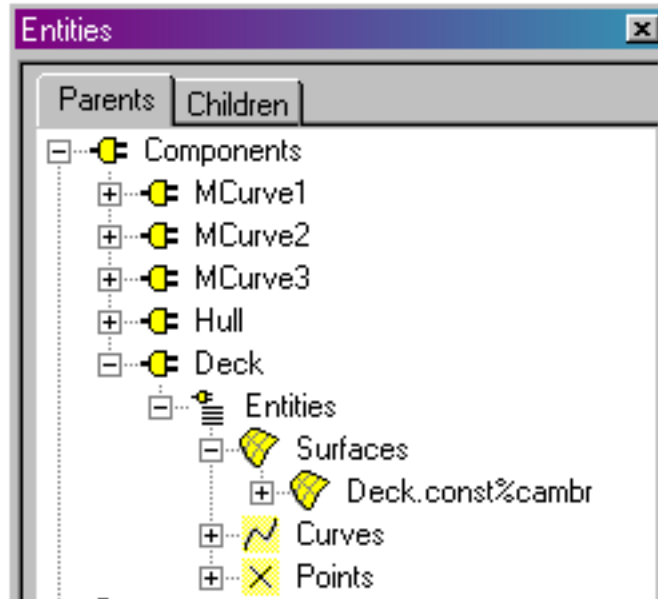 Entities
Parents Children
Components
MCurve1
MCurve2
MCurve3
Hull
Deck
Entities
Surfaces
Deck.const%cambr
Curves
Points